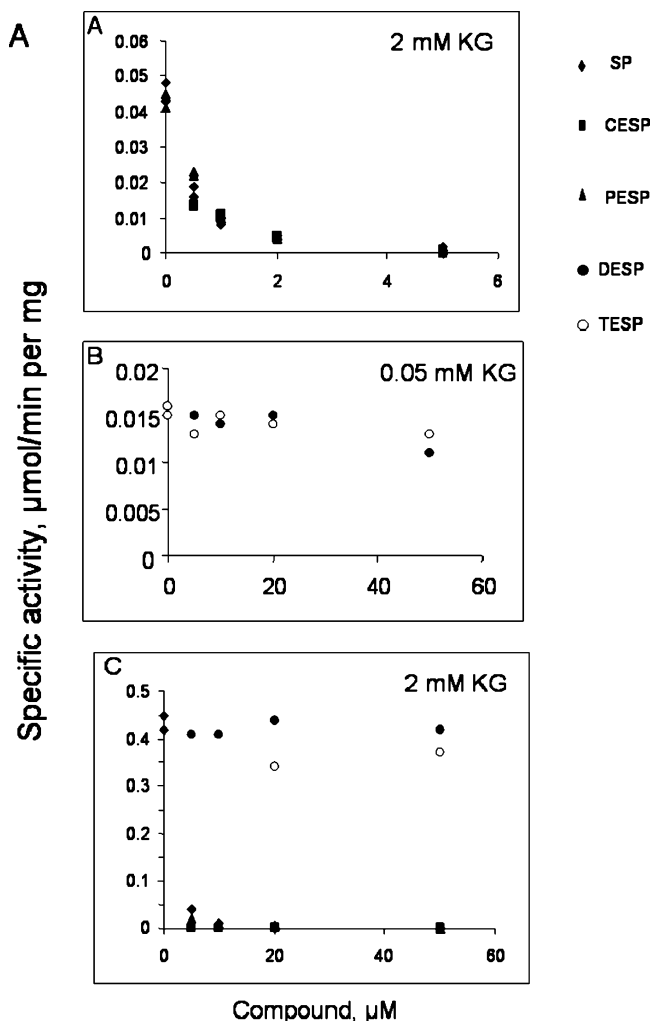 A
Specific activity, µmol/min per mg
A
2 mM KG
0.06
0.05
0.04
0.03
0.02
0.01
0
0 2 4 6
B
0.05 mM KG
0.02
0.015
0.01
0.005
0
0 20 40 60
C
2 mM KG
0.5
0.4
0.3
0.2
0.1
0
0 20 40 60
Compound, µM
SP
CESP
PESP
DESP
TESP